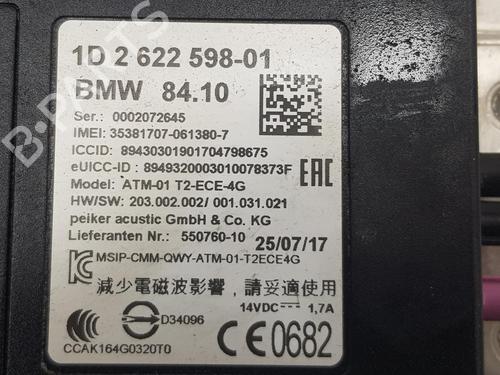 1D 2 622 598-01
BMW 84.10
Ser.: 0002072645
IMEI: 35381707-061380-7
ICCID: 89430301901704798675
eUICC-ID : 89493200030100783​73F
Model: ATM-01 T2-ECE-4G
EAC
HW/SW: 203.002.002/ 001.031.021
peiker acustic GmbH & Co. KG
Lieferanten Nr.: 550760-10 25/07/17
MSIP-CMM-QWY-ATM-01-T2ECE4G
減少電磁波影響，請妥適使用
14VDC 1,7A
D34096
CCAK164G0320T0
CE0682
B-PARTS